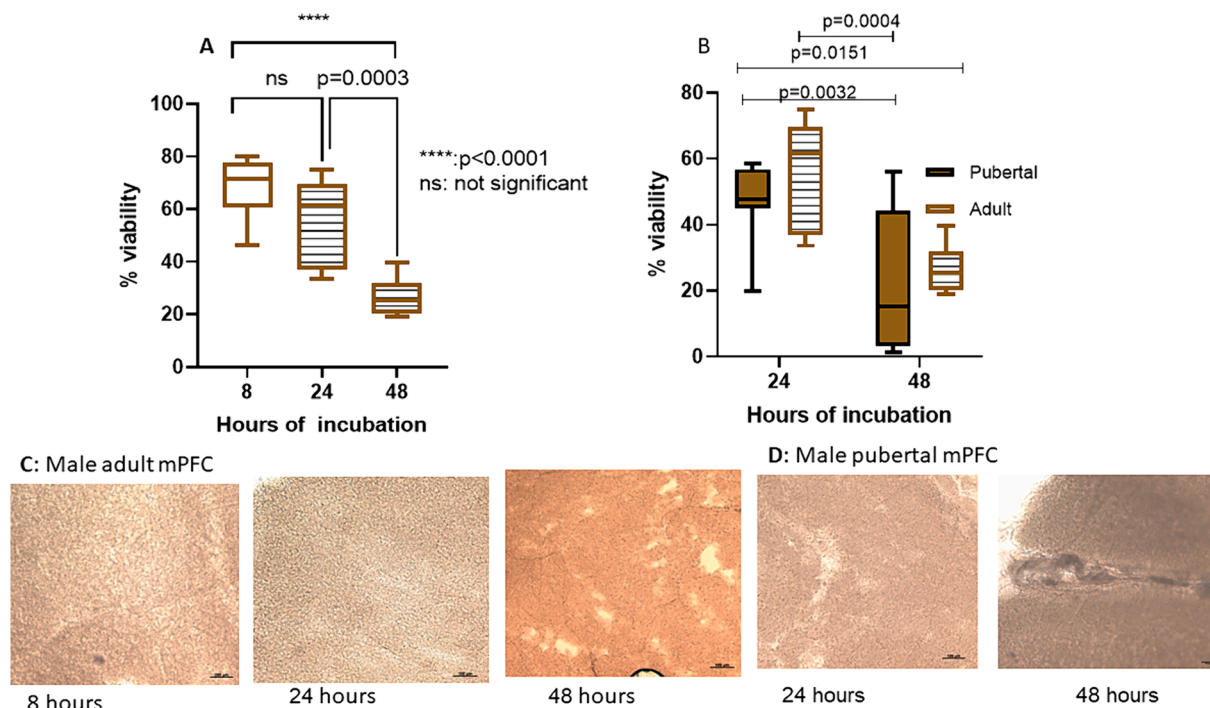 A
****
ns
p=0.0003
****:p<0.0001
ns: not significant
100
80
60
40
20
0
% viability
8
24
48
Hours of incubation
B
p=0.0004
p=0.0151
p=0.0032
80
60
40
20
0
% viability
Pubertal
Adult
24
48
Hours of incubation
C: Male adult mPFC
D: Male pubertal mPFC
8 hours
24 hours
48 hours
24 hours
48 hours